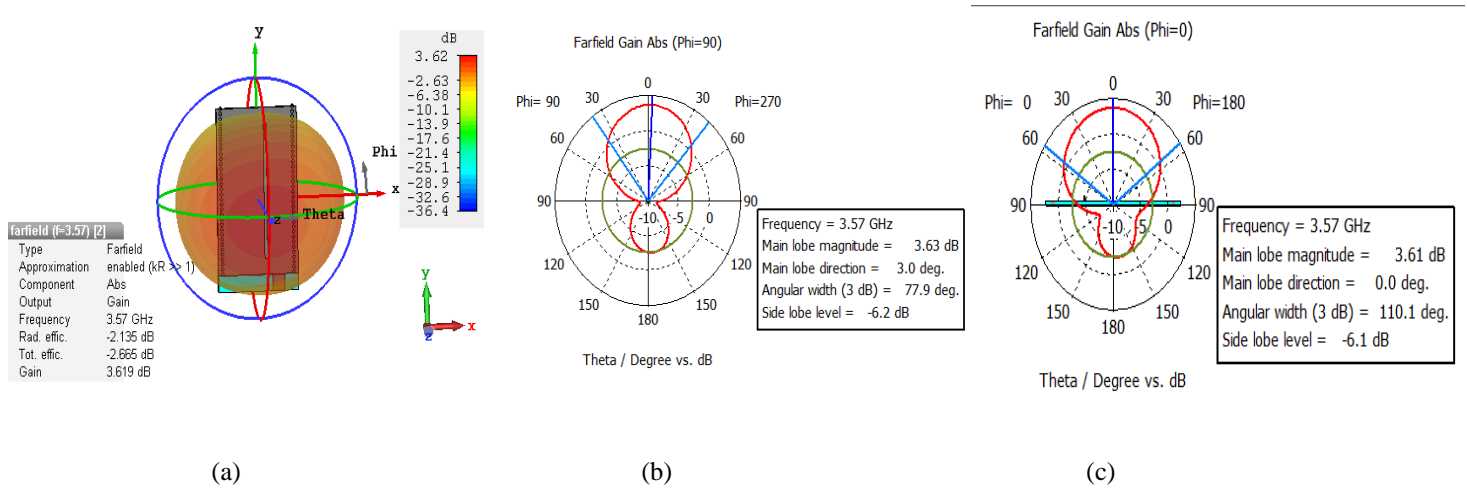 y
x
z
Phi
Theta
dB
3.62
-2.63
-6.38
-10.1
-13.9
-17.6
-21.4
-25.1
-28.9
-32.6
-36.4
farfield (f=3.57) [2]
Type Farfield
Approximation enabled (kR >> 1)
Component Abs
Output Gain
Frequency 3.57 GHz
Rad. effic. -2.135 dB
Tot. effic. -2.665 dB
Gain 3.619 dB
y
x
z
(a)
Farfield Gain Abs (Phi=90)
0
Phi= 90 30 30 Phi=270
60 60
90 -10 -5 0 90
120 120
150 150
180
Theta / Degree vs. dB
Frequency = 3.57 GHz
Main lobe magnitude = 3.63 dB
Main lobe direction = 3.0 deg.
Angular width (3 dB) = 77.9 deg.
Side lobe level = -6.2 dB
(b)
Farfield Gain Abs (Phi=0)
0
Phi= 0 30 30 Phi=180
60 60
90 -10 -5 0 90
120 120
150 150
180
Theta / Degree vs. dB
Frequency = 3.57 GHz
Main lobe magnitude = 3.61 dB
Main lobe direction = 0.0 deg.
Angular width (3 dB) = 110.1 deg.
Side lobe level = -6.1 dB
(c)